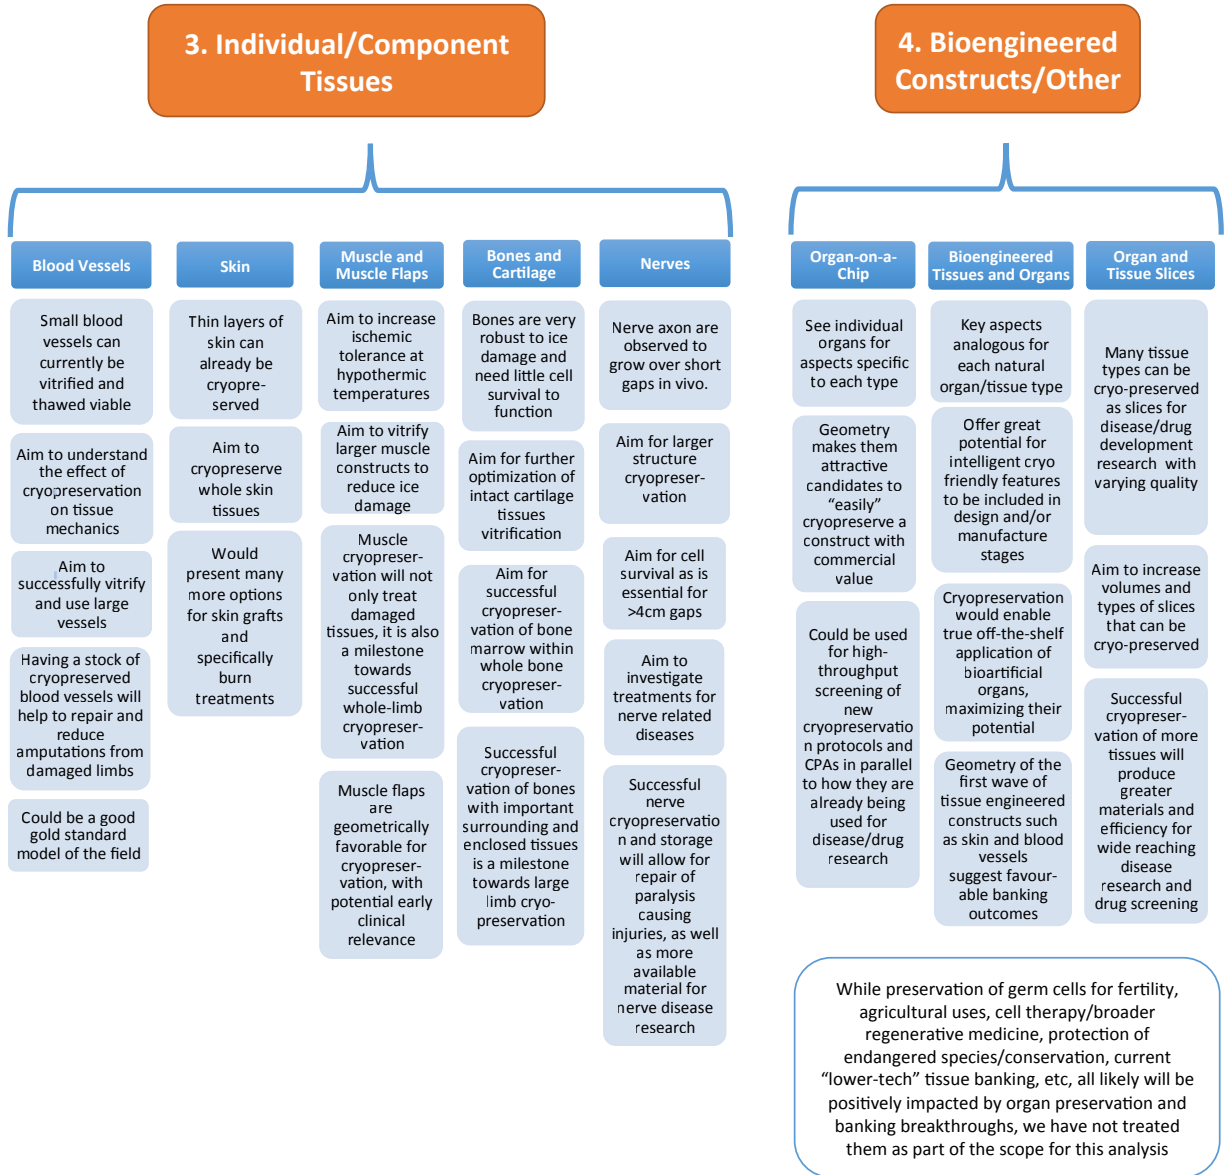 3. Individual/Component
Tissues
4. Bioengineered
Constructs/Other
Blood Vessels
Small blood
vessels can
currently be
vitrified and
thawed viable
Aim to understand
the effect of
cryopreservation
on tissue
mechanics
Aim to
successfully vitrify
and use large
vessels
Having a stock of
cryopreserved
blood vessels will
help to repair and
reduce
amputations from
damaged limbs
Could be a good
gold standard
model of the field
Skin
Thin layers of
skin can
already be
cryopre-
served
Aim to
cryopreserve
whole skin
tissues
Would
present many
more options
for skin grafts
and
specifically
burn
treatments
Muscle and
Muscle Flaps
Aim to increase
ischemic
tolerance at
hypothermic
temperatures
Aim to vitrify
larger muscle
constructs to
reduce ice
damage
Muscle
cryopreser-
vation will not
only treat
damaged
tissues, it is also
a milestone
towards
successful
whole-limb
cryopreser-
vation
Muscle flaps
are
geometrically
favorable for
cryopreser-
vation, with
potential early
clinical
relevance
Bones and
Cartilage
Bones are very
robust to ice
damage and
need little cell
survival to
function
Aim for further
optimization of
intact cartilage
tissues
vitrification
Aim for
successful
cryopreser-
vation of bone
marrow within
whole bone
cryopreser-
vation
Successful
cryopreser-
vation of bones
with important
surrounding and
enclosed tissues
is a milestone
towards large
limb cryo-
preservation
Nerves
Nerve axon are
observed to
grow over short
gaps in vivo.
Aim for larger
structure
cryopreser-
vation
Aim for cell
survival as is
essential for
>4cm gaps
Aim to
investigate
treatments for
nerve related
diseases
Successful
nerve
cryopreservatio
n and storage
will allow for
repair of
paralysis
causing
injuries, as well
as more
available
material for
nerve disease
research
Organ-on-a-
Chip
See individual
organs for
aspects specific
to each type
Geometry
makes them
attractive
candidates to
“easily”
cryopreserve a
construct with
commercial
value
Could be used
for high-
throughput
screening of
new
cryopreservatio
n protocols and
CPAs in parallel
to how they are
already being
used for
disease/drug
research
Bioengineered
Tissues and Organs
Key aspects
analogous for
each natural
organ/tissue type
Offer great
potential for
intelligent cryo
friendly features
to be included in
design and/or
manufacture
stages
Cryopreservation
would enable
true off-the-shelf
application of
bioartificial
organs,
maximizing their
potential
Geometry of the
first wave of
tissue engineered
constructs such
as skin and blood
vessels
suggest favour-
able banking
outcomes
Organ and
Tissue Slices
Many tissue
types can be
cryo-preserved
as slices for
disease/drug
development
research with
varying quality
Aim to increase
volumes and
types of slices
that can be
cryo-preserved
Successful
cryopreser-
vation of more
tissues will
produce
greater
materials and
efficiency for
wide reaching
disease
research and
drug screening
While preservation of germ cells for fertility,
agricultural uses, cell therapy/broader
regenerative medicine, protection of
endangered species/conservation, current
“lower-tech” tissue banking, etc, all likely will be
positively impacted by organ preservation and
banking breakthroughs, we have not treated
them as part of the scope for this analysis